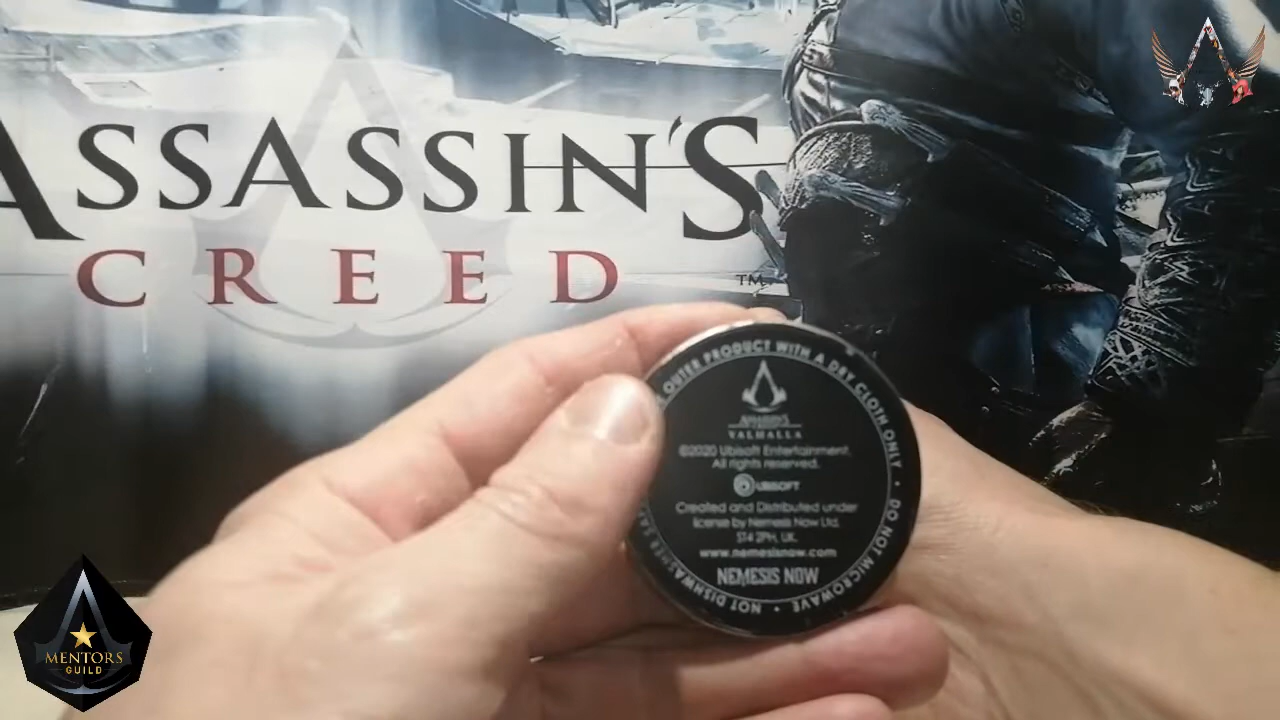 ASSASSIN'S
CREED
TM
OUTER PRODUCT WITH A DRY CLOTH ONLY • DO NOT MICROWAVE • NOT DISHWASHER
ASSASSIN'S
VALHALLA
©2020 Ubisoft Entertainment.
All rights reserved.
UBISOFT
Created and Distributed under
license by Nemesis Now Ltd.
ST4 2PH, UK.
www.nemesisnow.com
NEMESIS NOW
MENTORS
GUILD